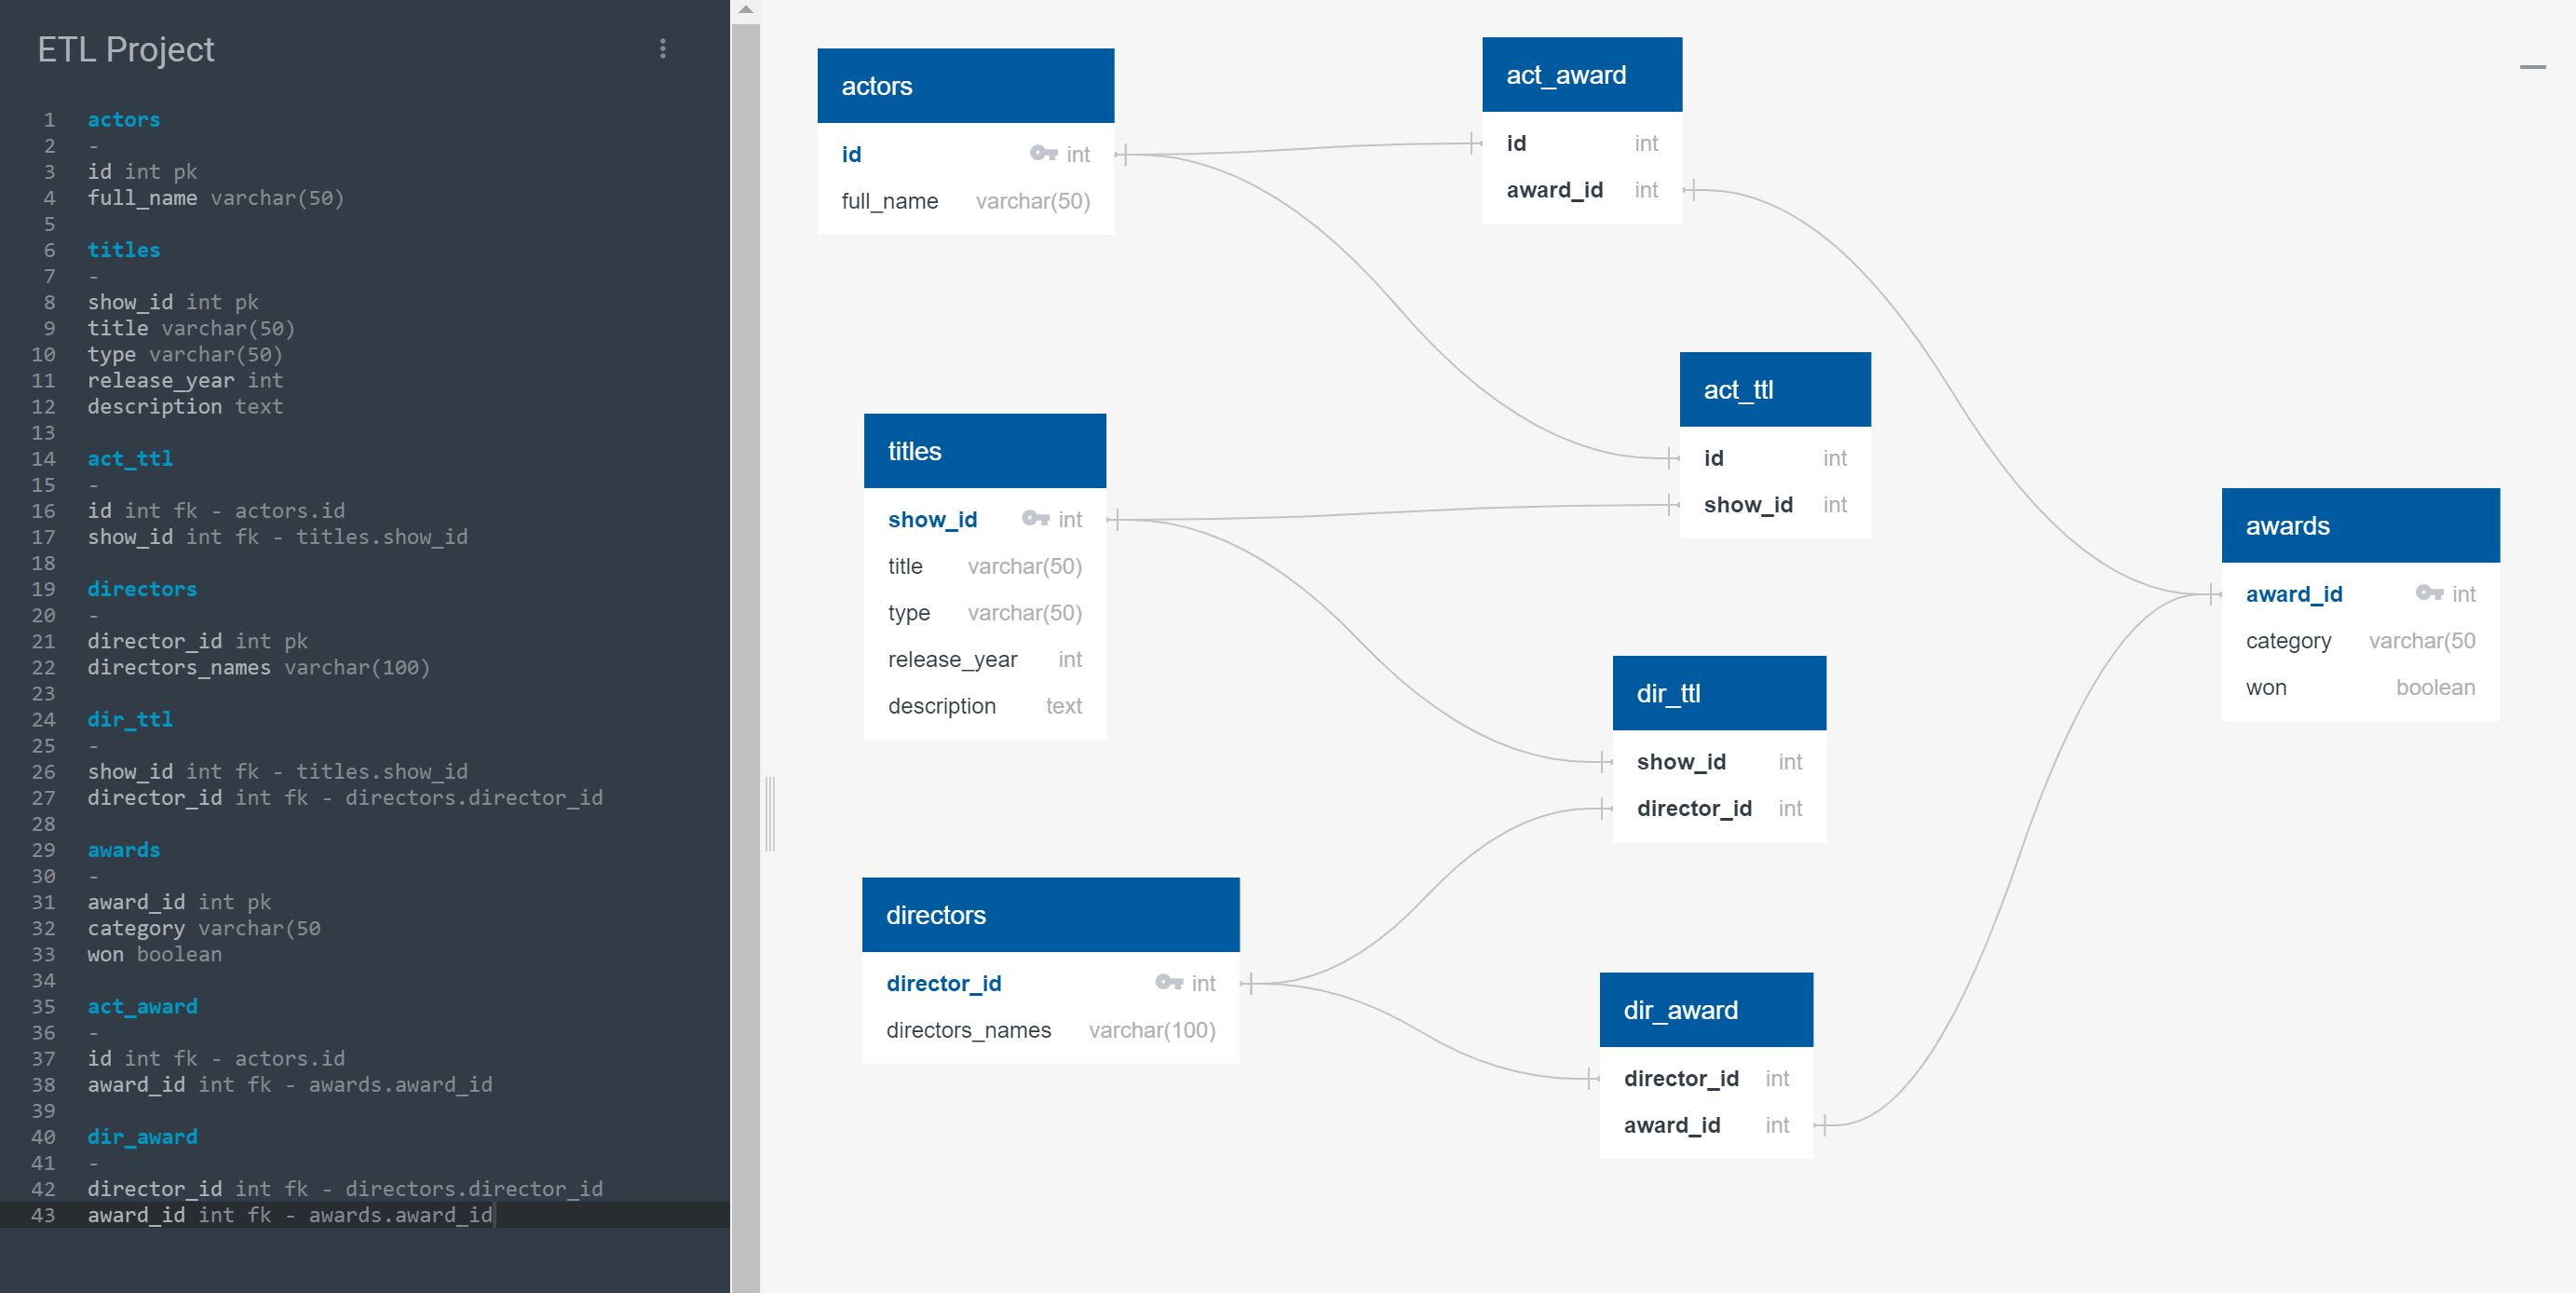 ETL Project
1 actors
2 -
3 id int pk
4 full_name varchar(50)
5
6 titles
7 -
8 show_id int pk
9 title varchar(50)
10 type varchar(50)
11 release_year int
12 description text
13
14 act_ttl
15 -
16 id int fk - actors.id
17 show_id int fk - titles.show_id
18
19 directors
20 -
21 director_id int pk
22 directors_names varchar(100)
23
24 dir_ttl
25 -
26 show_id int fk - titles.show_id
27 director_id int fk - directors.director_id
28
29 awards
30 -
31 award_id int pk
32 category varchar(50
33 won boolean
34
35 act_award
36 -
37 id int fk - actors.id
38 award_id int fk - awards.award_id
39
40 dir_award
41 -
42 director_id int fk - directors.director_id
43 award_id int fk - awards.award_id
actors
id int
full_name varchar(50)
act_award
id int
award_id int
act_ttl
id int
show_id int
titles
show_id int
title varchar(50)
type varchar(50)
release_year int
description text
awards
award_id int
category varchar(50
won boolean
dir_ttl
show_id int
director_id int
directors
director_id int
directors_names varchar(100)
dir_award
director_id int
award_id int